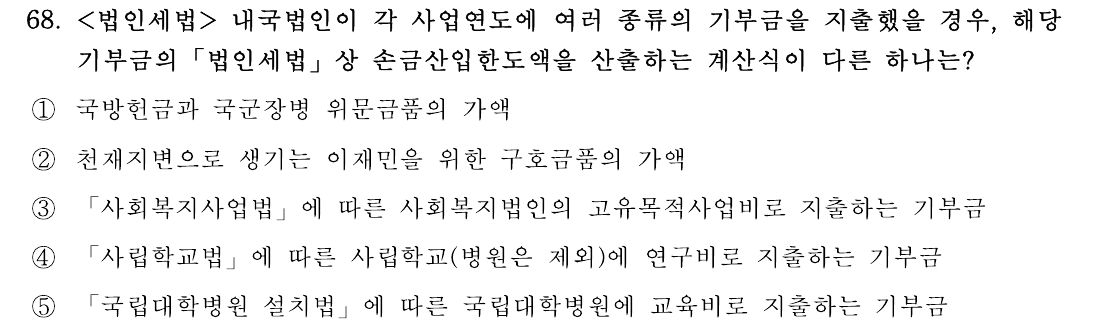 68. <법인세법> 내국법인이 각 사업연도에 여러 종류의 기부금을 지출했을 경우, 해당
기부금의 「법인세법」상 손금산입한도액을 산출하는 계산식이 다른 하나는?
① 국방헌금과 국군장병 위문금품의 가액
② 천재지변으로 생기는 이재민을 위한 구호금품의 가액
③ 「사회복지사업법」에 따른 사회복지법인의 고유목적사업비로 지출하는 기부금
④ 「사립학교법」에 따른 사립학교(병원은 제외)에 연구비로 지출하는 기부금
⑤ 「국립대학병원 설치법」에 따른 국립대학병원에 교육비로 지출하는 기부금